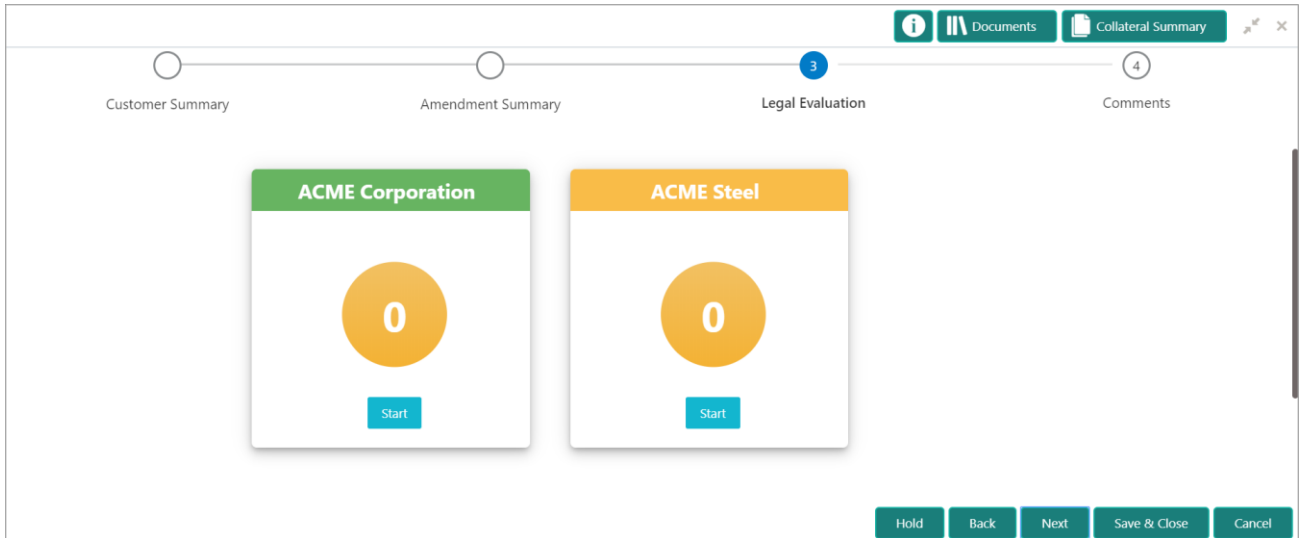 i Documents Collateral Summary
3 4
Customer Summary Amendment Summary Legal Evaluation Comments
ACME Corporation ACME Steel
0 0
Start Start
Hold Back Next Save & Close Cancel